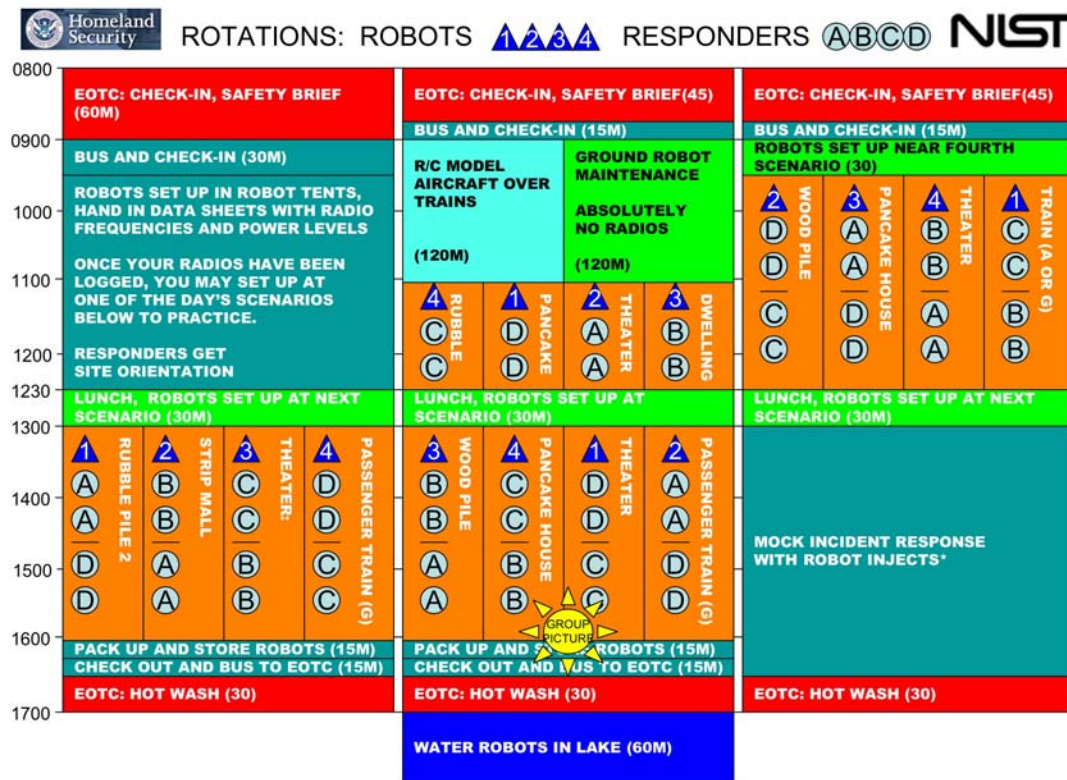 Homeland
Security
ROTATIONS: ROBOTS 1 2 3 4 RESPONDERS A B C D NIST
0800
0900
1000
1100
1200
1230
1300
1400
1500
1600
1700
EOTC: CHECK-IN, SAFETY BRIEF
(60M)
BUS AND CHECK-IN (30M)
ROBOTS SET UP IN ROBOT TENTS,
HAND IN DATA SHEETS WITH RADIO
FREQUENCIES AND POWER LEVELS
ONCE YOUR RADIOS HAVE BEEN
LOGGED, YOU MAY SET UP AT
ONE OF THE DAY'S SCENARIOS
BELOW TO PRACTICE.
RESPONDERS GET
SITE ORIENTATION
LUNCH, ROBOTS SET UP AT NEXT
SCENARIO (30M)
1
A
A
D
D
RUBBLE PILE 2
2
B
B
A
A
STRIP MALL
3
C
C
B
B
THEATER:
4
D
D
C
C
PASSENGER TRAIN (G)
PACK UP AND STORE ROBOTS (15M)
CHECK OUT AND BUS TO EOTC (15M)
EOTC: HOT WASH (30)
EOTC: CHECK-IN, SAFETY BRIEF(45)
BUS AND CHECK-IN (15M)
R/C MODEL
AIRCRAFT OVER
TRAINS
(120M)
GROUND ROBOT
MAINTENANCE
ABSOLUTELY
NO RADIOS
(120M)
4
C
C
RUBBLE
1
D
D
PANCAKE
2
A
A
THEATER
3
B
B
DWELLING
LUNCH, ROBOTS SET UP AT
SCENARIO (30M)
3
B
B
A
A
WOOD PILE
4
C
C
B
B
PANCAKE HOUSE
1
D
D
C
C
THEATER
2
A
A
D
D
PASSENGER TRAIN (G)
GROUP
PICTURE
PACK UP AND STORE ROBOTS (15M)
CHECK OUT AND BUS TO EOTC (15M)
EOTC: HOT WASH (30)
WATER ROBOTS IN LAKE (60M)
EOTC: CHECK-IN, SAFETY BRIEF(45)
BUS AND CHECK-IN (15M)
ROBOTS SET UP NEAR FOURTH
SCENARIO (30)
2
D
D
C
C
WOOD PILE
3
A
A
D
D
PANCAKE HOUSE
4
B
B
A
A
THEATER
1
C
C
B
B
TRAIN (A OR G)
LUNCH, ROBOTS SET UP AT NEXT
SCENARIO (30M)
MOCK INCIDENT RESPONSE
WITH ROBOT INJECTS*
EOTC: HOT WASH (30)